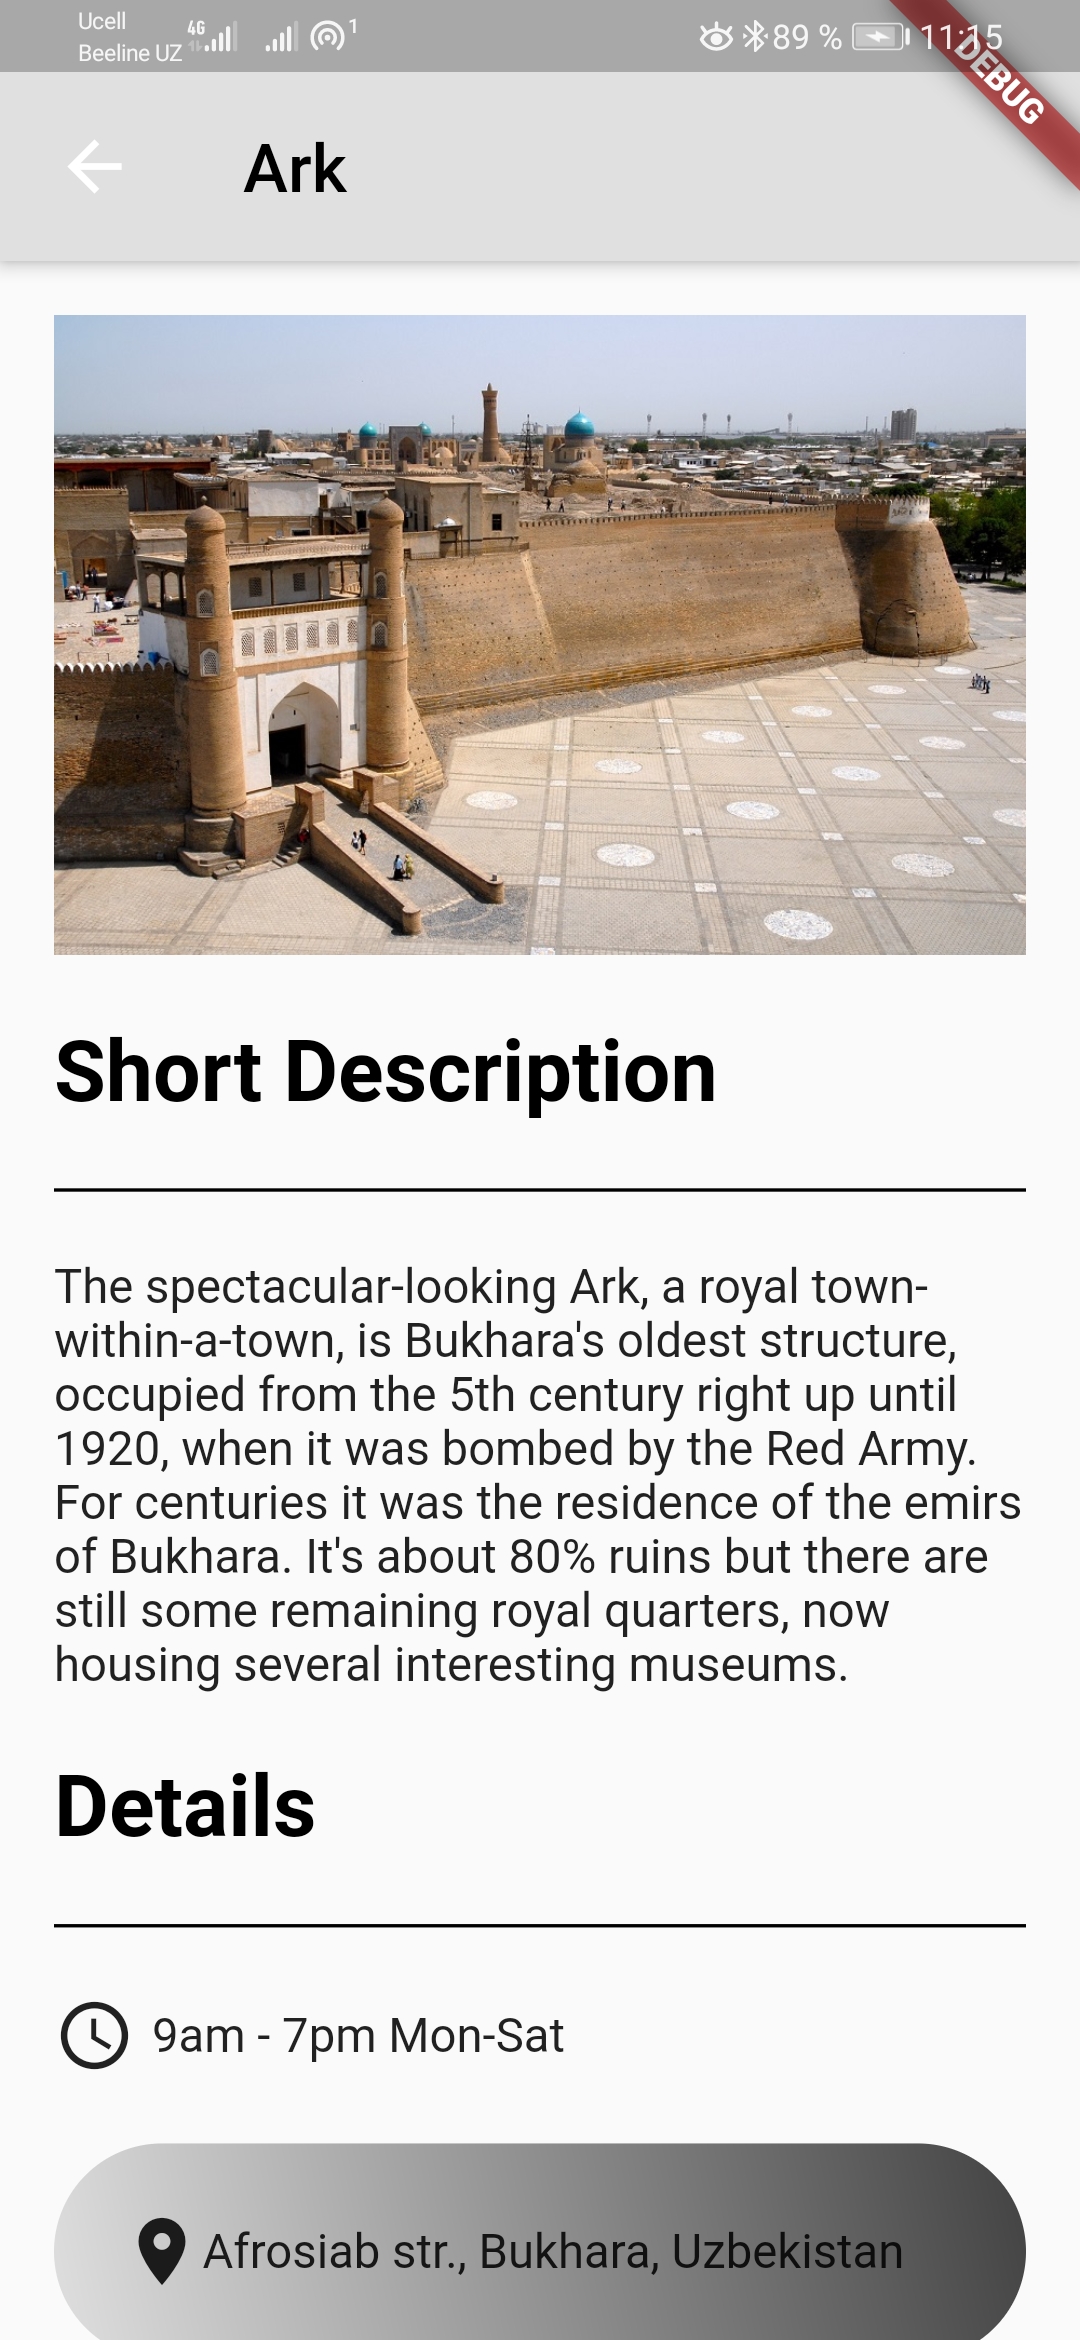 Ucell
Beeline UZ
4G
1
89 %
11:15
DEBUG
Ark
Short Description
The spectacular-looking Ark, a royal town-
within-a-town, is Bukhara's oldest structure,
occupied from the 5th century right up until
1920, when it was bombed by the Red Army.
For centuries it was the residence of the emirs
of Bukhara. It's about 80% ruins but there are
still some remaining royal quarters, now
housing several interesting museums.
Details
9am - 7pm Mon-Sat
Afrosiab str., Bukhara, Uzbekistan